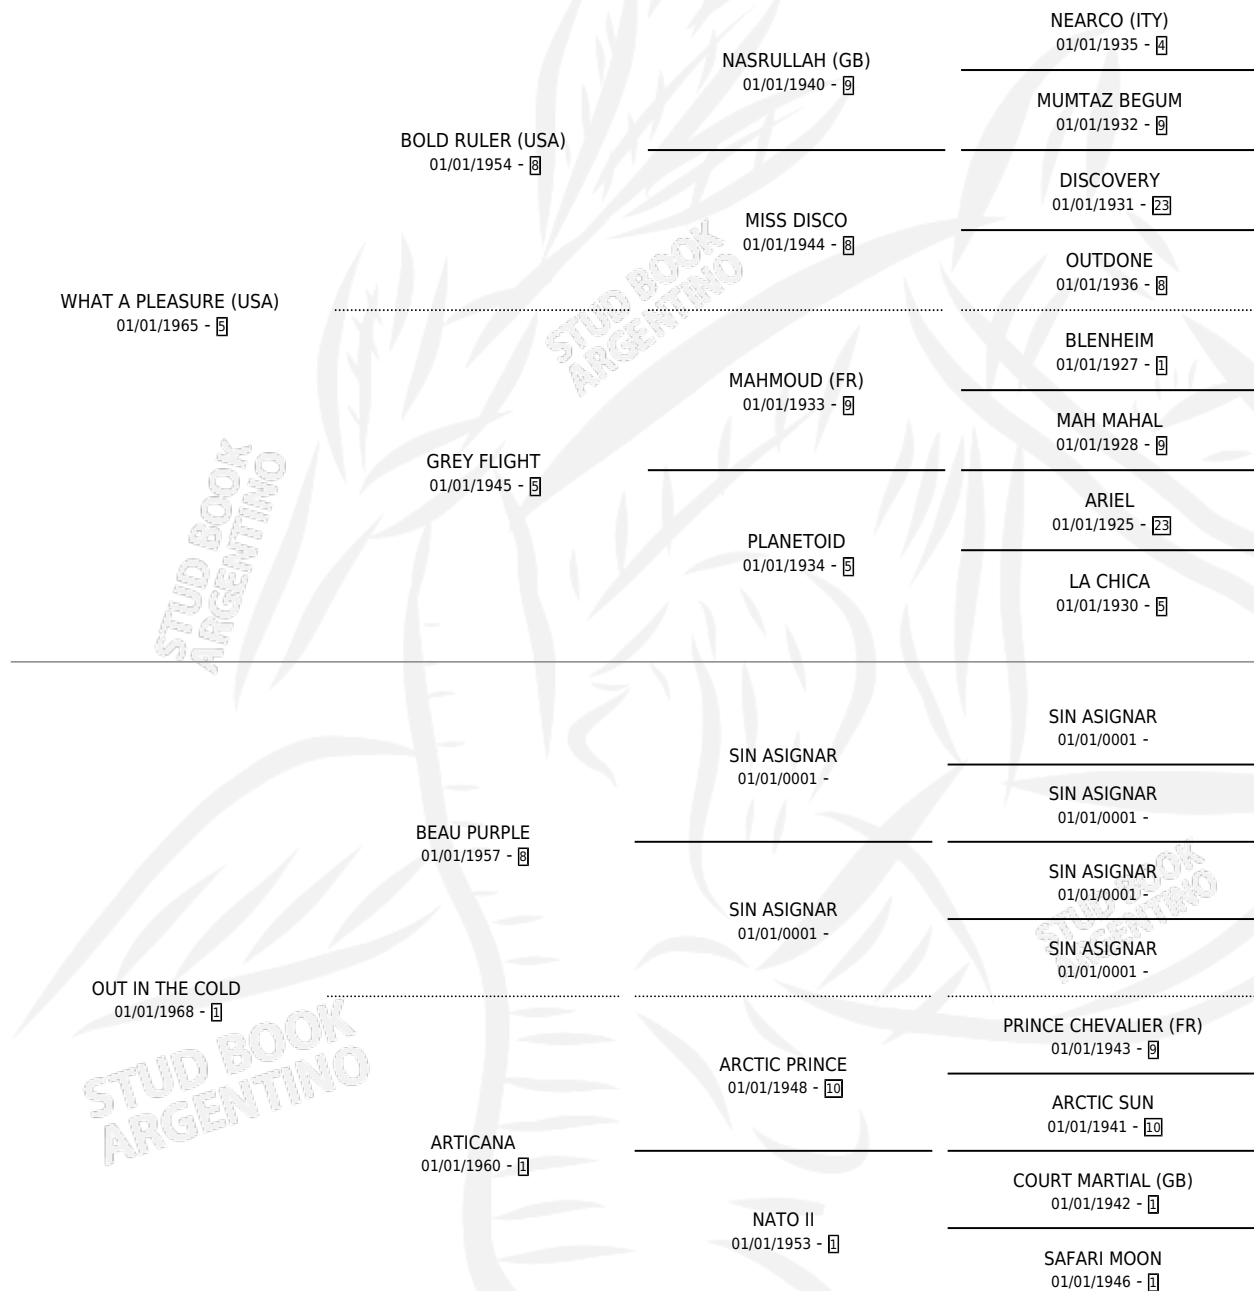 NEARCO (ITY)
01/01/1935 - 4
NASRULLAH (GB)
01/01/1940 - 9
MUMTAZ BEGUM
01/01/1932 - 9
BOLD RULER (USA)
01/01/1954 - 8
DISCOVERY
01/01/1931 - 23
MISS DISCO
01/01/1944 - 8
OUTDONE
01/01/1936 - 8
WHAT A PLEASURE (USA)
01/01/1965 - 5
BLENHEIM
01/01/1927 - 1
MAHMOUD (FR)
01/01/1933 - 9
MAH MAHAL
01/01/1928 - 9
GREY FLIGHT
01/01/1945 - 5
ARIEL
01/01/1925 - 23
PLANETOID
01/01/1934 - 5
LA CHICA
01/01/1930 - 5
STUD BOOK
ARGENTINO
STUD BOOK
ARGENTINO
SIN ASIGNAR
01/01/0001 -
SIN ASIGNAR
01/01/0001 -
SIN ASIGNAR
01/01/0001 -
BEAU PURPLE
01/01/1957 - 8
SIN ASIGNAR
01/01/0001 -
SIN ASIGNAR
01/01/0001 -
SIN ASIGNAR
01/01/0001 -
OUT IN THE COLD
01/01/1968 - 1
PRINCE CHEVALIER (FR)
01/01/1943 - 9
ARCTIC PRINCE
01/01/1948 - 10
ARCTIC SUN
01/01/1941 - 10
ARTICANA
01/01/1960 - 1
COURT MARTIAL (GB)
01/01/1942 - 1
NATO II
01/01/1953 - 1
SAFARI MOON
01/01/1946 - 1
STUD BOOK
ARGENTINO
STUD BOOK
ARGENTINO